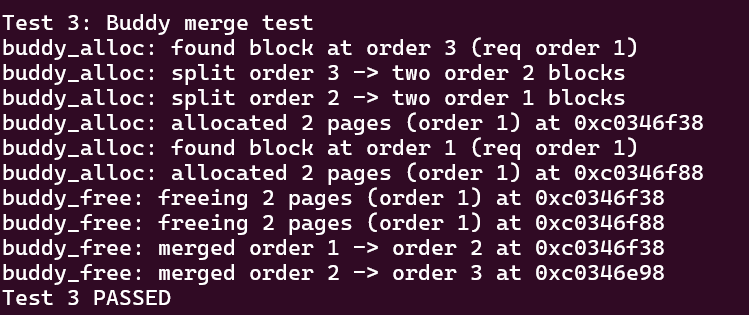 Test 3: Buddy merge test
buddy_alloc: found block at order 3 (req order 1)
buddy_alloc: split order 3 -> two order 2 blocks
buddy_alloc: split order 2 -> two order 1 blocks
buddy_alloc: allocated 2 pages (order 1) at 0xc0346f38
buddy_alloc: found block at order 1 (req order 1)
buddy_alloc: allocated 2 pages (order 1) at 0xc0346f88
buddy_free: freeing 2 pages (order 1) at 0xc0346f38
buddy_free: freeing 2 pages (order 1) at 0xc0346f88
buddy_free: merged order 1 -> order 2 at 0xc0346f38
buddy_free: merged order 2 -> order 3 at 0xc0346e98
Test 3 PASSED